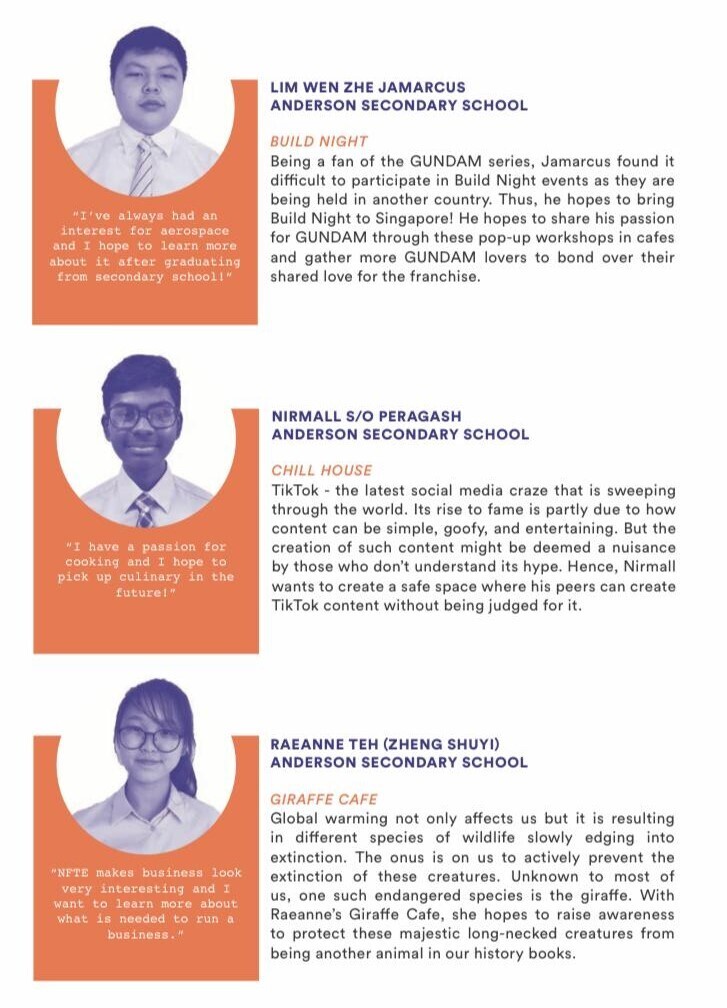 LIM WEN ZHE JAMARCUS
ANDERSON SECONDARY SCHOOL
BUILD NIGHT
Being a fan of the GUNDAM series, Jamarcus found it
difficult to participate in Build Night events as they are
being held in another country. Thus, he hopes to bring
Build Night to Singapore! He hopes to share his passion
for GUNDAM through these pop-up workshops in cafes
and gather more GUNDAM lovers to bond over their
shared love for the franchise.
"I've always had an
interest for aerospace
and I hope to learn more
about it after graduating
from secondary school!"
NIRMALL S/O PERAGASH
ANDERSON SECONDARY SCHOOL
CHILL HOUSE
TikTok - the latest social media craze that is sweeping
through the world. Its rise to fame is partly due to how
content can be simple, goofy, and entertaining. But the
creation of such content might be deemed a nuisance
by those who don't understand its hype. Hence, Nirmall
wants to create a safe space where his peers can create
TikTok content without being judged for it.
"I have a passion for
cooking and I hope to
pick up culinary in the
future!"
RAEANNE TEH (ZHENG SHUYI)
ANDERSON SECONDARY SCHOOL
GIRAFFE CAFE
Global warming not only affects us but it is resulting
in different species of wildlife slowly edging into
extinction. The onus is on us to actively prevent the
extinction of these creatures. Unknown to most of
us, one such endangered species is the giraffe. With
Raeanne's Giraffe Cafe, she hopes to raise awareness
to protect these majestic long-necked creatures from
being another animal in our history books.
"NFTE makes business look
very interesting and I
want to learn more about
what is needed to run a
business."